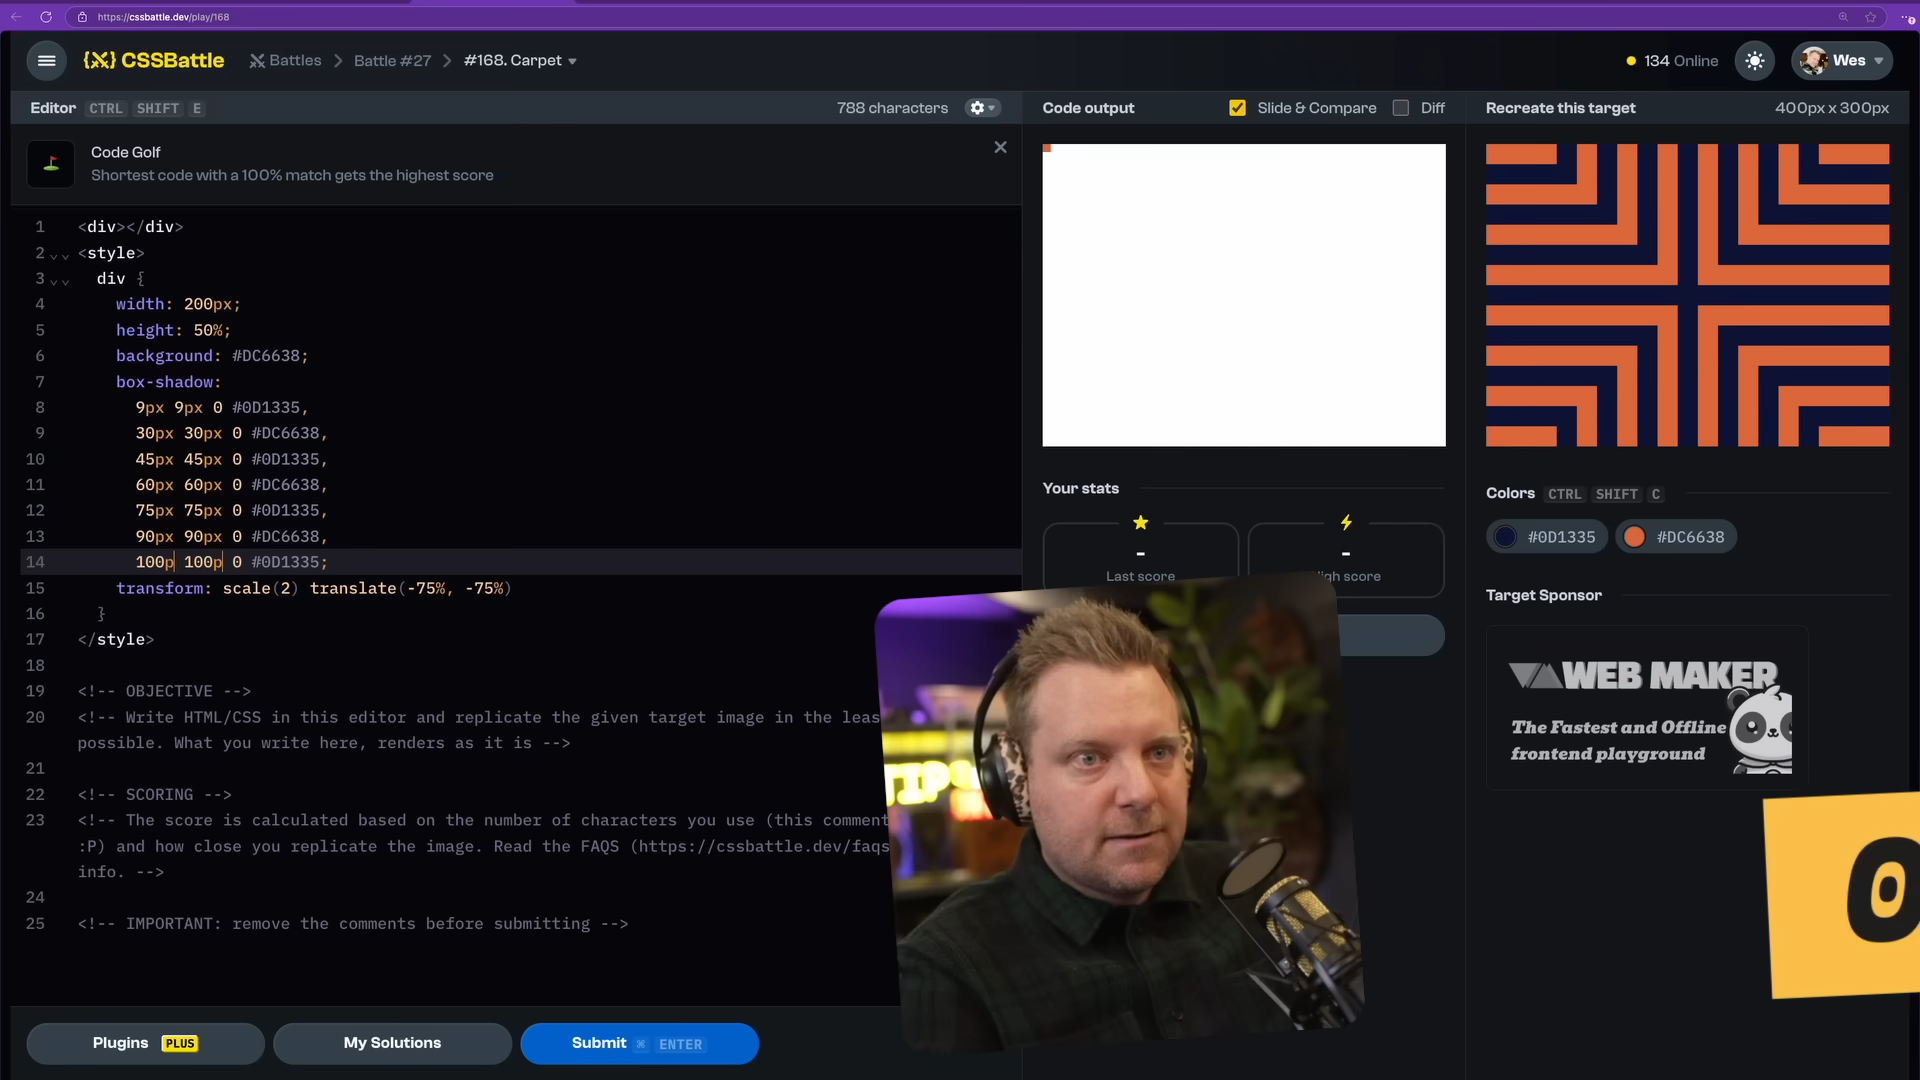 https://cssbattle.dev/play/168
CSSBattle
Battles
Battle #27
#168. Carpet
134 Online
Wes
Editor CTRL SHIFT E
788 characters
Code output
Slide & Compare
Diff
Recreate this target
400px x 300px
Code Golf
Shortest code with a 100% match gets the highest score
1 <div></div>
2 <style>
3 div {
4 width: 200px;
5 height: 50%;
6 background: #DC6638;
7 box-shadow:
8 9px 9px 0 #0D1335,
9 30px 30px 0 #DC6638,
10 45px 45px 0 #0D1335,
11 60px 60px 0 #DC6638,
12 75px 75px 0 #0D1335,
13 90px 90px 0 #DC6638,
14 100p 100p 0 #0D1335;
15 transform: scale(2) translate(-75%, -75%)
16 }
17 </style>
18
19 <!-- OBJECTIVE -->
20 <!-- Write HTML/CSS in this editor and replicate the given target image in the leas
possible. What you write here, renders as it is -->
21
22 <!-- SCORING -->
23 <!-- The score is calculated based on the number of characters you use (this comment
:P) and how close you replicate the image. Read the FAQS (https://cssbattle.dev/faqs
info. -->
24
25 <!-- IMPORTANT: remove the comments before submitting -->
Your stats
-
Last score
-
igh score
Colors CTRL SHIFT C
#0D1335
#DC6638
Target Sponsor
WEB MAKER
The Fastest and Offline
frontend playground
0
Plugins PLUS
My Solutions
Submit ⌘ ENTER